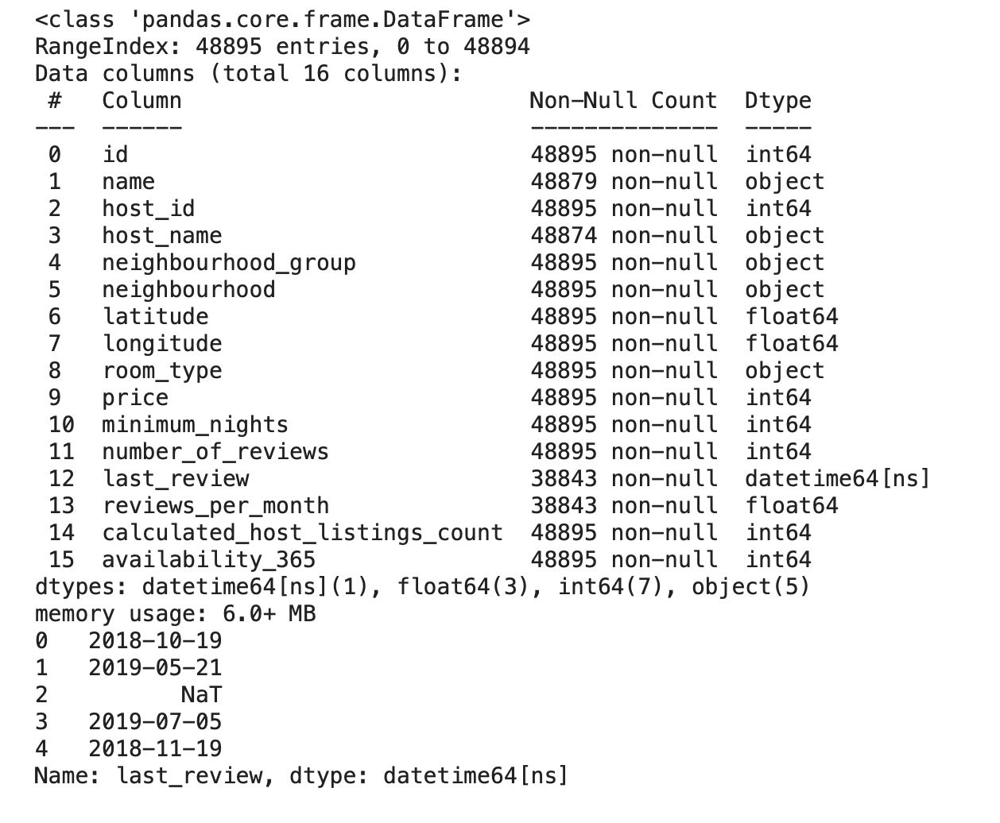 <class 'pandas.core.frame.DataFrame'>
RangeIndex: 48895 entries, 0 to 48894
Data columns (total 16 columns):
 #   Column                          Non-Null Count  Dtype
---  ------                          --------------  -----
 0   id                              48895 non-null  int64
 1   name                            48879 non-null  object
 2   host_id                         48895 non-null  int64
 3   host_name                       48874 non-null  object
 4   neighbourhood_group             48895 non-null  object
 5   neighbourhood                   48895 non-null  object
 6   latitude                        48895 non-null  float64
 7   longitude                       48895 non-null  float64
 8   room_type                       48895 non-null  object
 9   price                           48895 non-null  int64
 10  minimum_nights                  48895 non-null  int64
 11  number_of_reviews               48895 non-null  int64
 12  last_review                     38843 non-null  datetime64[ns]
 13  reviews_per_month               38843 non-null  float64
 14  calculated_host_listings_count  48895 non-null  int64
 15  availability_365                48895 non-null  int64
dtypes: datetime64[ns](1), float64(3), int64(7), object(5)
memory usage: 6.0+ MB
0   2018-10-19
1   2019-05-21
2          NaT
3   2019-07-05
4   2018-11-19
Name: last_review, dtype: datetime64[ns]